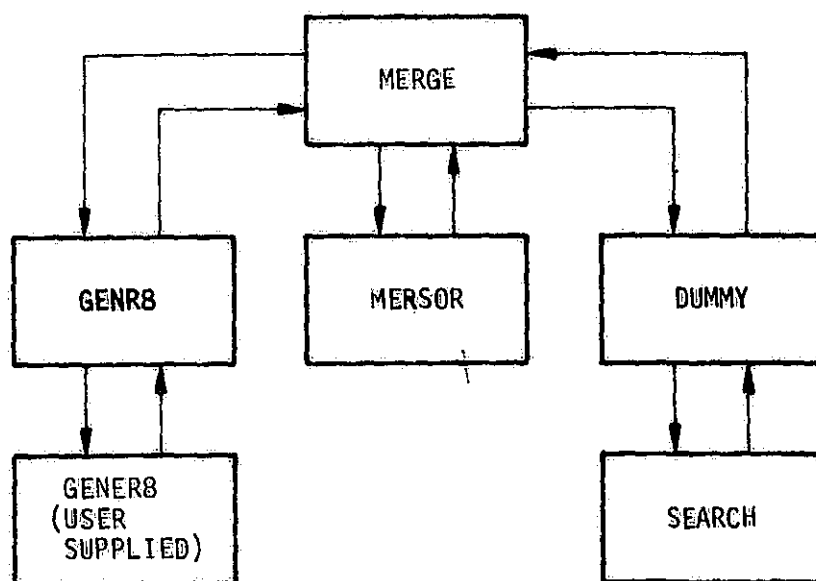 MERGE
GENR8
MERSOR
DUMMY
GENER8
(USER
SUPPLIED)
SEARCH